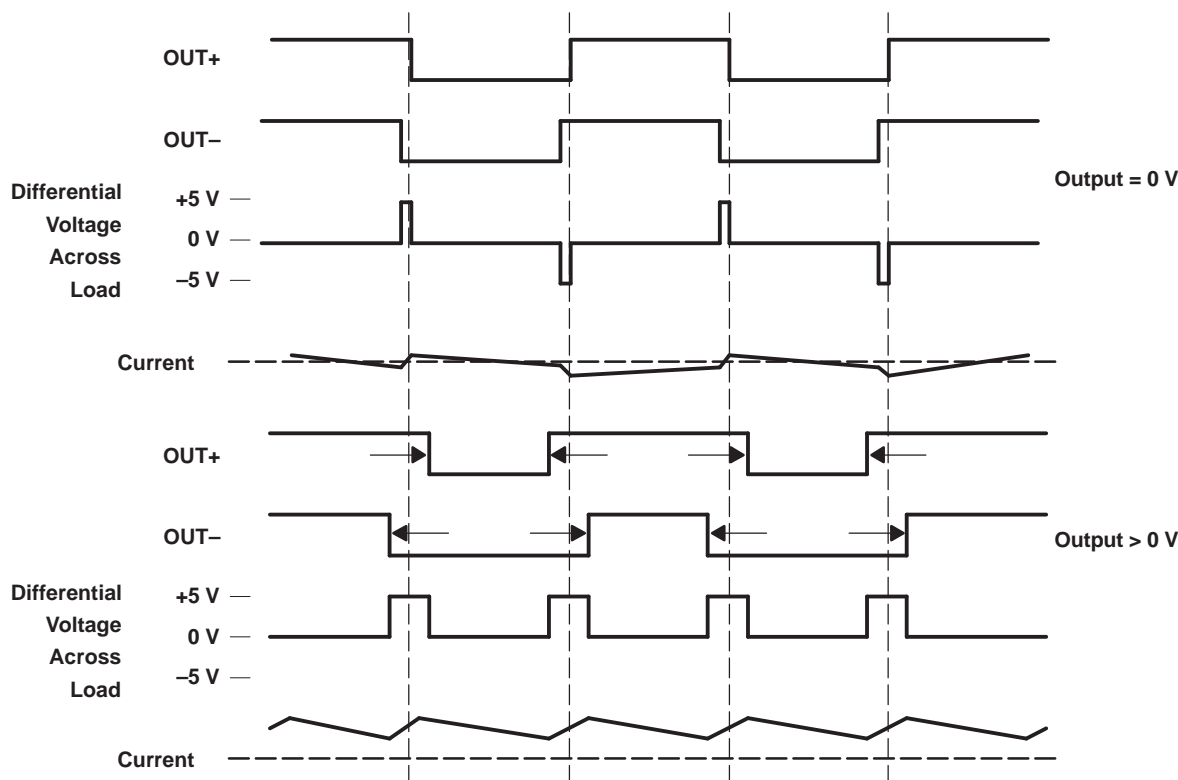 OUT+
OUT–
Output = 0 V
Differential
Voltage
Across
Load
+5 V
0 V
–5 V
Current
OUT+
OUT–
Output > 0 V
Differential
Voltage
Across
Load
+5 V
0 V
–5 V
Current